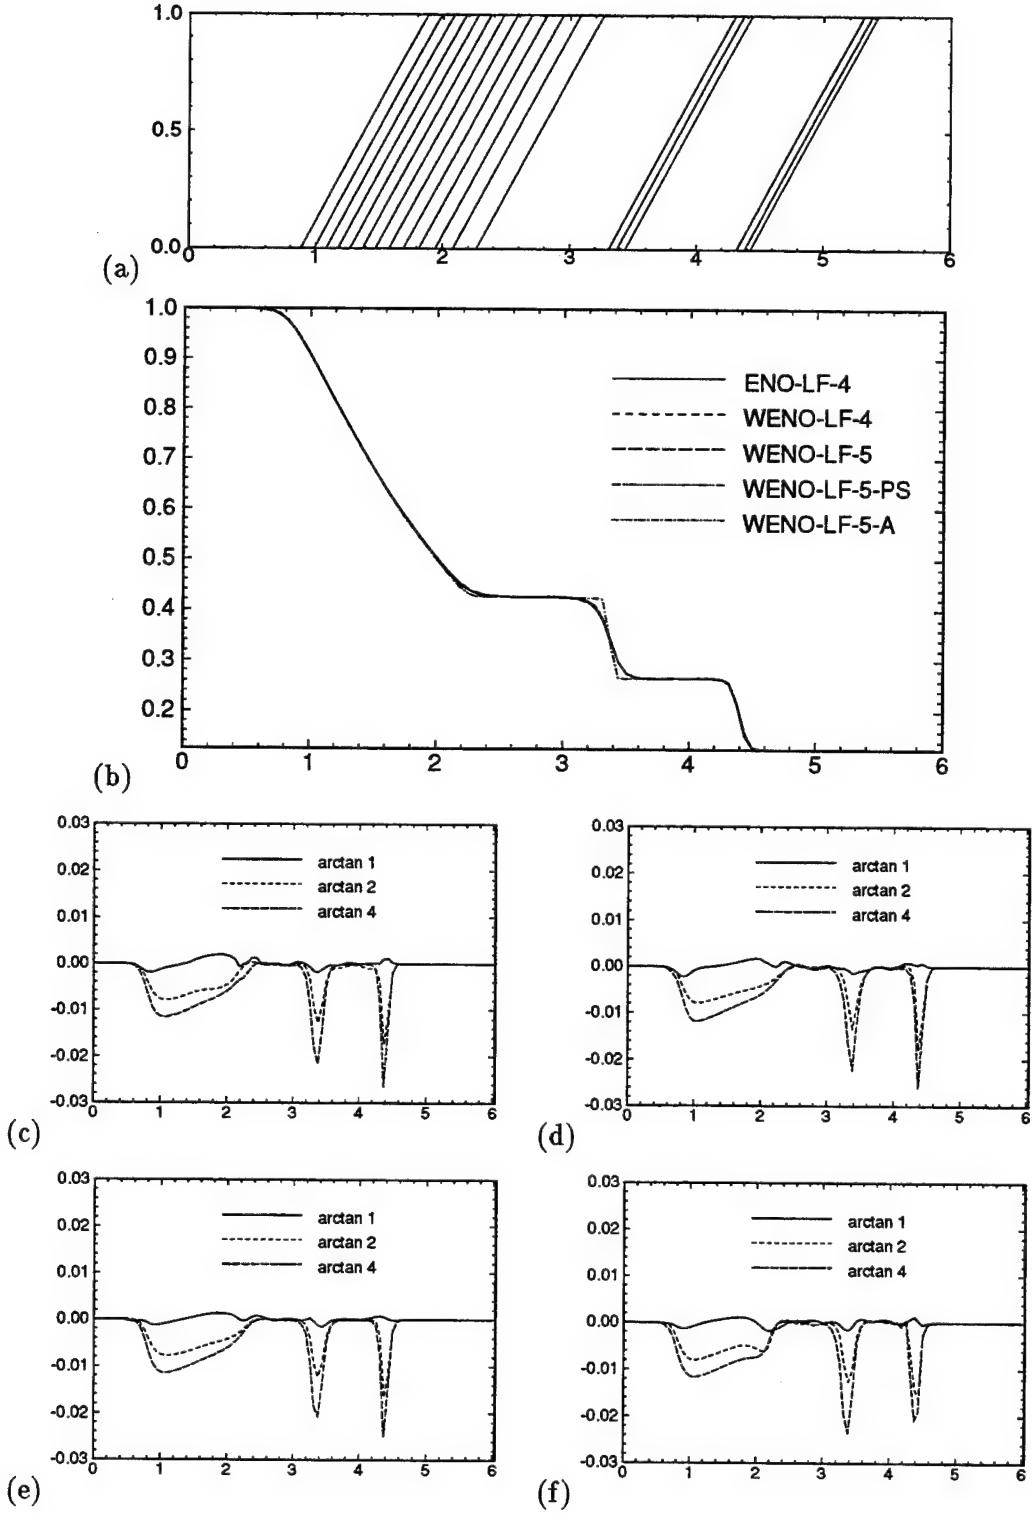 1.0
0.5
0.0
0 1 2 3 4 5 6
(a)
1.0
0.9
0.8
0.7
0.6
0.5
0.4
0.3
0.2
ENO-LF-4
WENO-LF-4
WENO-LF-5
WENO-LF-5-PS
WENO-LF-5-A
0 1 2 3 4 5 6
(b)
0.03
0.02
0.01
0.00
-0.01
-0.02
-0.03
arctan 1
arctan 2
arctan 4
0 1 2 3 4 5 6
(c)
0.03
0.02
0.01
0.00
-0.01
-0.02
-0.03
arctan 1
arctan 2
arctan 4
0 1 2 3 4 5 6
(d)
0.03
0.02
0.01
0.00
-0.01
-0.02
-0.03
arctan 1
arctan 2
arctan 4
0 1 2 3 4 5 6
(e)
0.03
0.02
0.01
0.00
-0.01
-0.02
-0.03
arctan 1
arctan 2
arctan 4
0 1 2 3 4 5 6
(f)